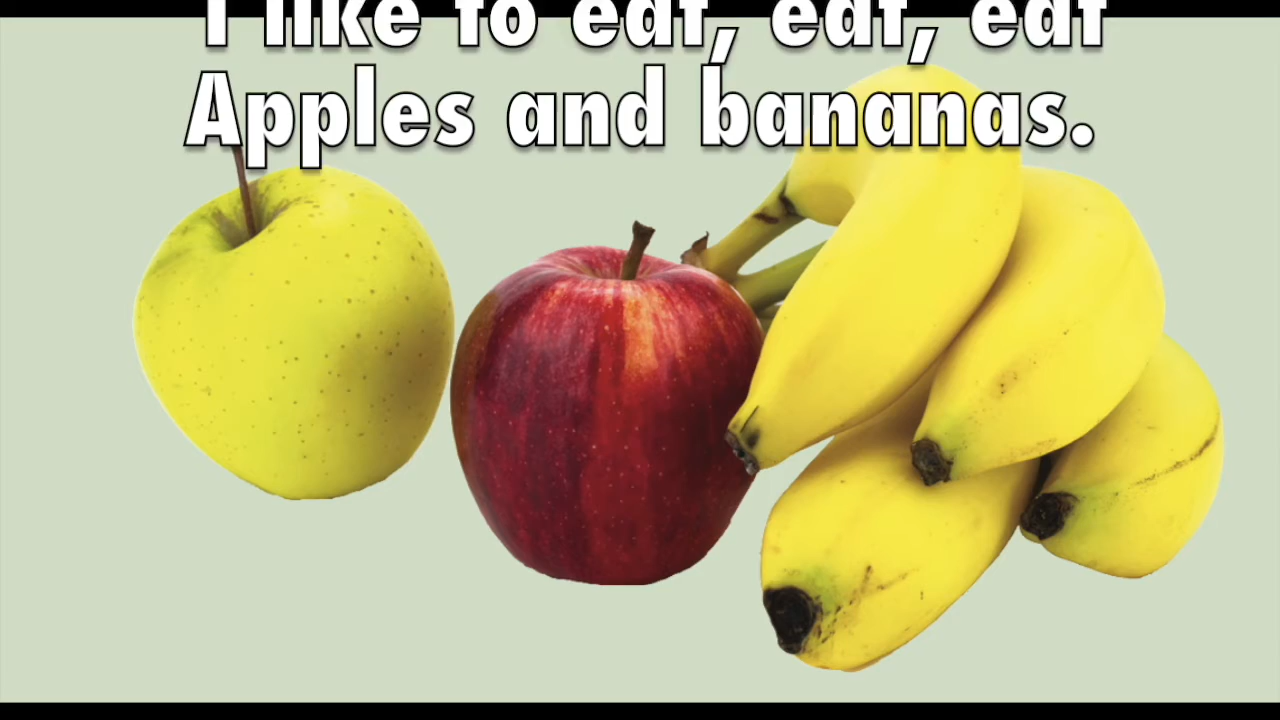 I like to eat, eat, eat
Apples and bananas.